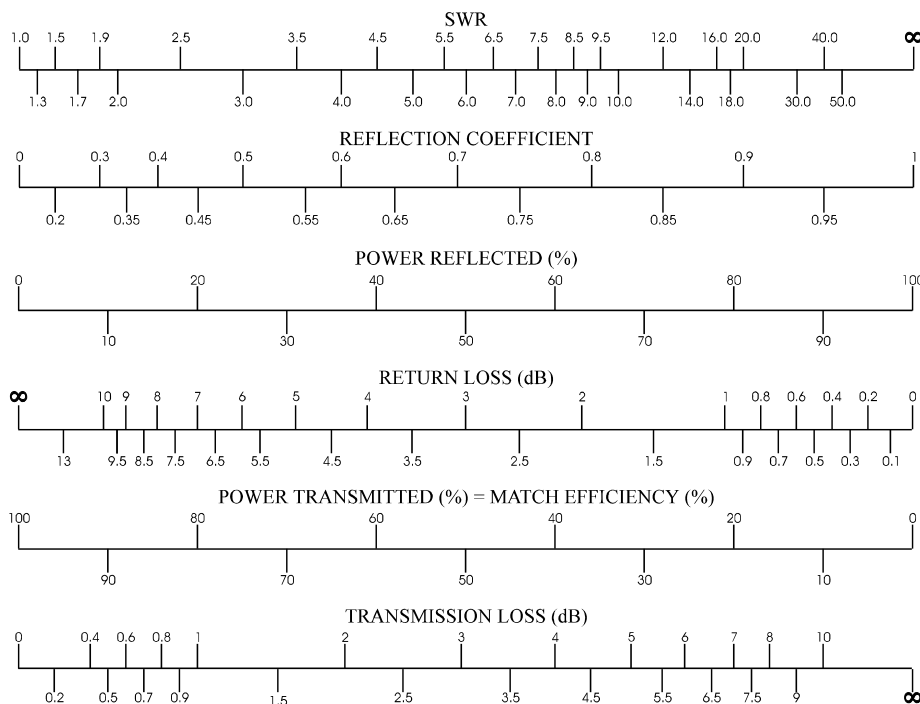 SWR
1.0 1.5 1.9 2.5 3.5 4.5 5.5 6.5 7.5 8.5 9.5 12.0 16.0 20.0 40.0 ∞
1.3 1.7 2.0 3.0 4.0 5.0 6.0 7.0 8.0 9.0 10.0 14.0 18.0 30.0 50.0
REFLECTION COEFFICIENT
0 0.3 0.4 0.5 0.6 0.7 0.8 0.9 1
0.2 0.35 0.45 0.55 0.65 0.75 0.85 0.95
POWER REFLECTED (%)
0 20 40 60 80 100
10 30 50 70 90
RETURN LOSS (dB)
∞ 10 9 8 7 6 5 4 3 2 1 0.8 0.6 0.4 0.2 0
13 9.5 8.5 7.5 6.5 5.5 4.5 3.5 2.5 1.5 0.9 0.7 0.5 0.3 0.1
POWER TRANSMITTED (%) = MATCH EFFICIENCY (%)
100 80 60 40 20 0
90 70 50 30 10
TRANSMISSION LOSS (dB)
0 0.4 0.6 0.8 1 2 3 4 5 6 7 8 10
0.2 0.5 0.7 0.9 1.5 2.5 3.5 4.5 5.5 6.5 7.5 9 ∞